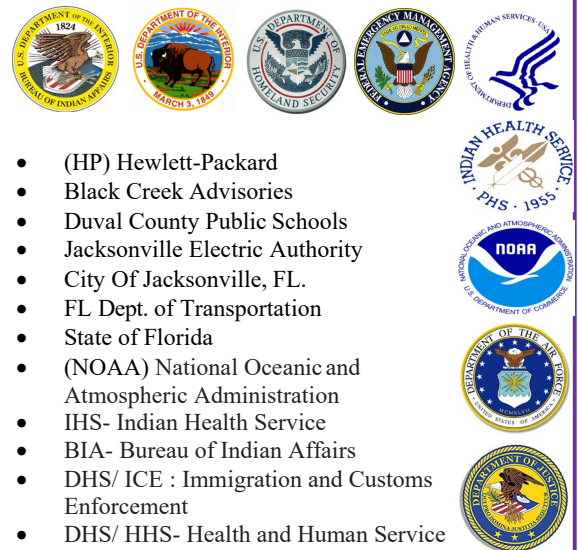 U.S. DEPARTMENT OF THE INTERIOR
1824
BUREAU OF INDIAN AFFAIRS
U.S. DEPARTMENT OF THE INTERIOR
MARCH 3, 1849
U.S. DEPARTMENT OF
HOMELAND SECURITY
FEDERAL EMERGENCY MANAGEMENT
AGENCY
DEPARTMENT OF HEALTH & HUMAN SERVICES · USA
INDIAN HEALTH SERVICE
PHS · 1955
• (HP) Hewlett-Packard
• Black Creek Advisories
• Duval County Public Schools
• Jacksonville Electric Authority
• City Of Jacksonville, FL.
• FL Dept. of Transportation
• State of Florida
• (NOAA) National Oceanic and
Atmospheric Administration
• IHS- Indian Health Service
• BIA- Bureau of Indian Affairs
• DHS/ ICE : Immigration and Customs
Enforcement
• DHS/ HHS- Health and Human Service
NATIONAL OCEANIC AND ATMOSPHERIC ADMINISTRATION
NOAA
U.S. DEPARTMENT OF COMMERCE
DEPARTMENT OF THE AIR FORCE
MCMXLVII
UNITED STATES OF AMERICA
DEPARTMENT OF JUSTICE